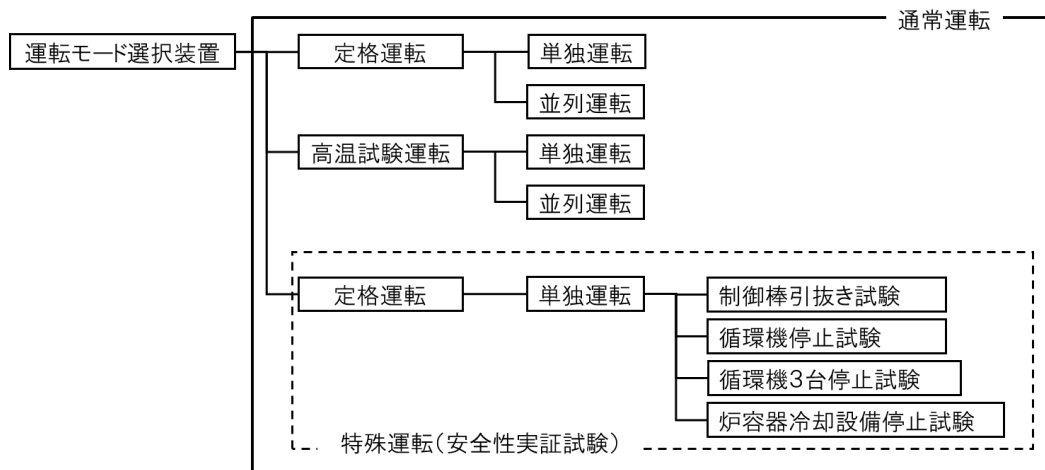 通常運転
運転モード選択装置
定格運転
単独運転
並列運転
高温試験運転
単独運転
並列運転
定格運転
単独運転
制御棒引抜き試験
循環機停止試験
循環機3台停止試験
炉容器冷却設備停止試験
特殊運転(安全性実証試験)